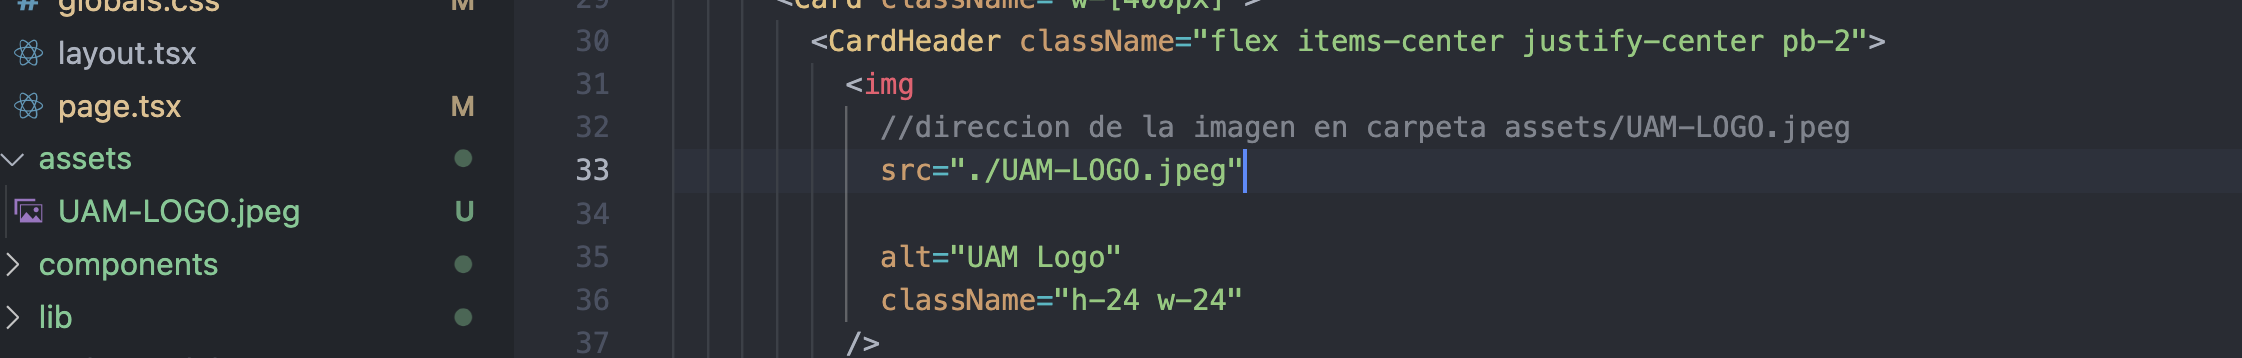 globals.css M
layout.tsx
page.tsx M
assets
UAM-LOGO.jpeg U
components
lib
29 <Card className="w-[400px]">
30 <CardHeader className="flex items-center justify-center pb-2">
31 <img
32 //direccion de la imagen en carpeta assets/UAM-LOGO.jpeg
33 src="./UAM-LOGO.jpeg"
34
35 alt="UAM Logo"
36 className="h-24 w-24"
37 />